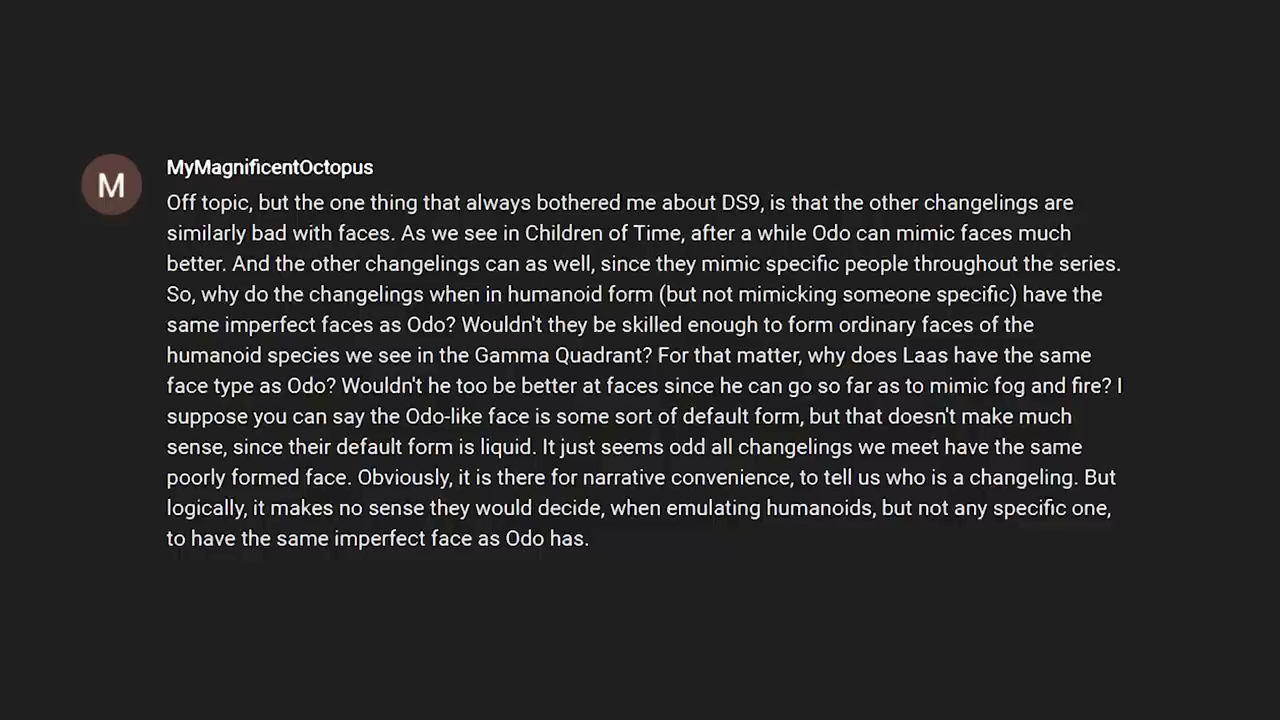 M
MyMagnificentOctopus
Off topic, but the one thing that always bothered me about DS9, is that the other changelings are
similarly bad with faces. As we see in Children of Time, after a while Odo can mimic faces much
better. And the other changelings can as well, since they mimic specific people throughout the series.
So, why do the changelings when in humanoid form (but not mimicking someone specific) have the
same imperfect faces as Odo? Wouldn't they be skilled enough to form ordinary faces of the
humanoid species we see in the Gamma Quadrant? For that matter, why does Laas have the same
face type as Odo? Wouldn't he too be better at faces since he can go so far as to mimic fog and fire? I
suppose you can say the Odo-like face is some sort of default form, but that doesn't make much
sense, since their default form is liquid. It just seems odd all changelings we meet have the same
poorly formed face. Obviously, it is there for narrative convenience, to tell us who is a changeling. But
logically, it makes no sense they would decide, when emulating humanoids, but not any specific one,
to have the same imperfect face as Odo has.